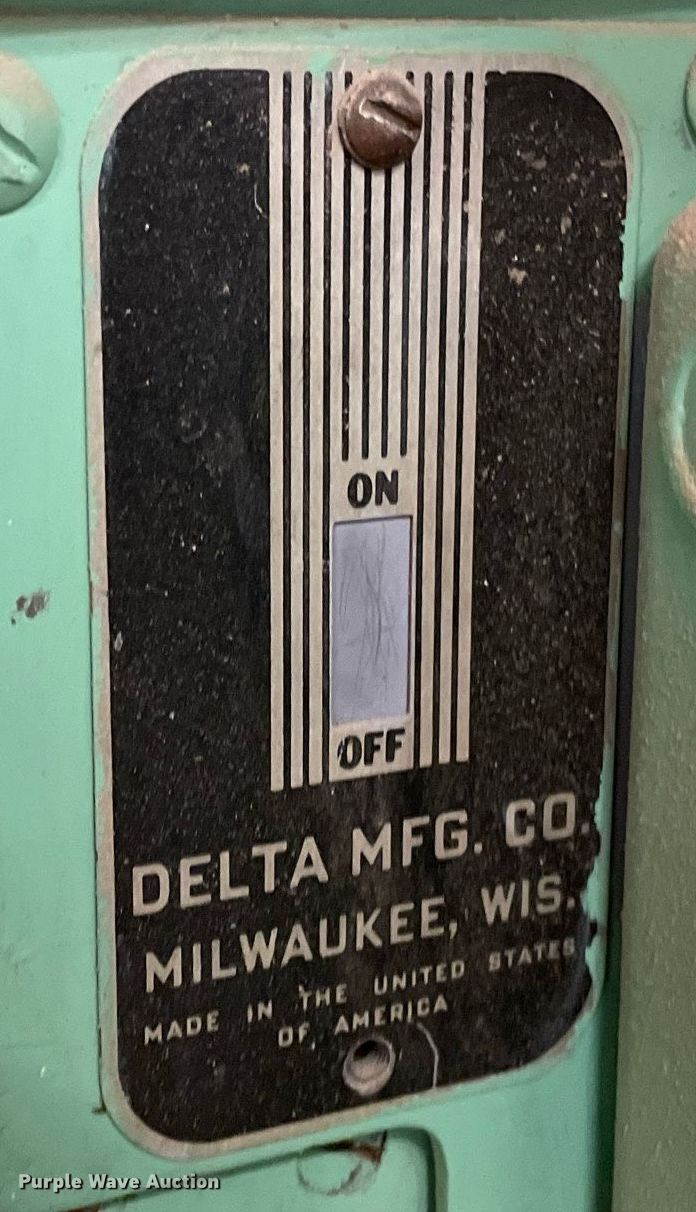 ON
OFF
DELTA MFG. CO.
MILWAUKEE, WIS.
MADE IN THE UNITED STATES
OF AMERICA
Purple Wave Auction